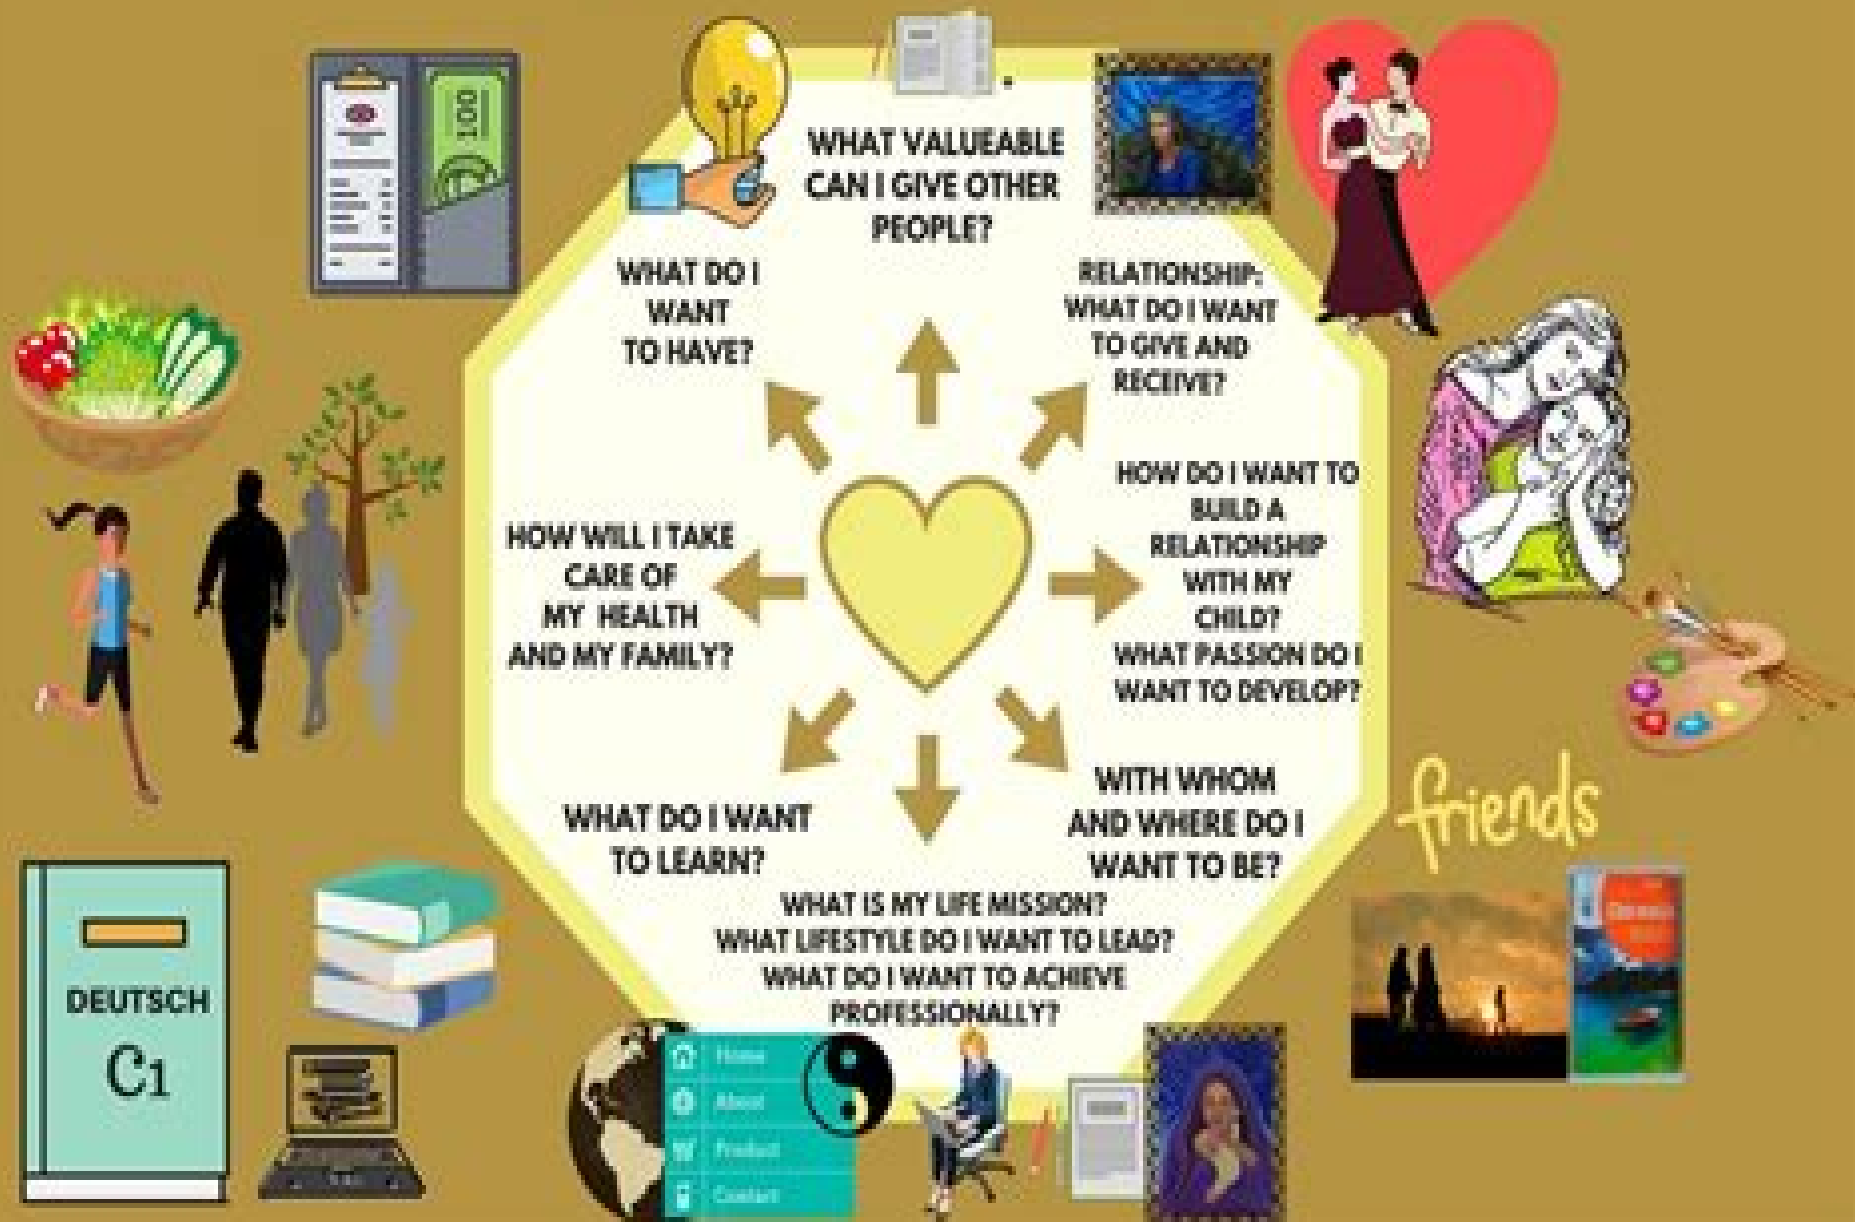 100
WHAT VALUEABLE
CAN I GIVE OTHER
PEOPLE?
WHAT DO I
WANT
TO HAVE?
RELATIONSHIP:
WHAT DO I WANT
TO GIVE AND
RECEIVE?
HOW DO I WANT TO
BUILD A
RELATIONSHIP
WITH MY
CHILD?
WHAT PASSION DO I
WANT TO DEVELOP?
HOW WILL I TAKE
CARE OF
MY HEALTH
AND MY FAMILY?
WITH WHOM
AND WHERE DO I
WANT TO BE?
WHAT DO I WANT
TO LEARN?
WHAT IS MY LIFE MISSION?
WHAT LIFESTYLE DO I WANT TO LEAD?
WHAT DO I WANT TO ACHIEVE
PROFESSIONALLY?
friends
DEUTSCH
C1
Home
About
Product
Contact